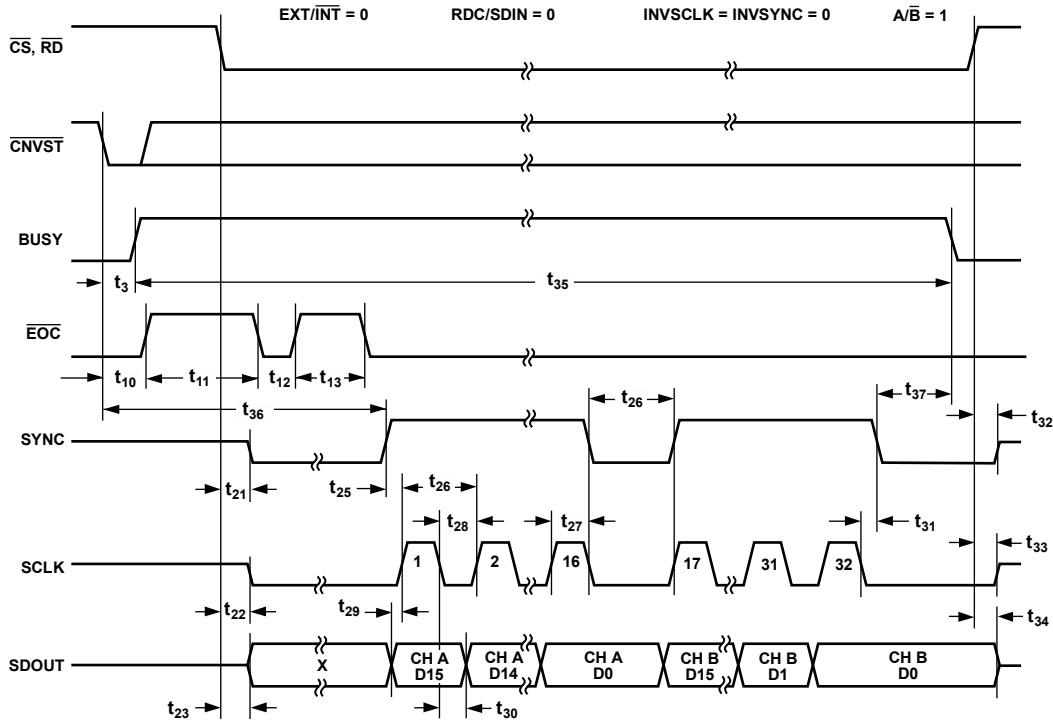 EXT/INT = 0 RDC/SDIN = 0 INVSCLK = INVSYNC = 0 A/B = 1
CS, RD
CNVST
BUSY
t3 t35
EOC
t10 t11 t12 t13
t36 t26 t37
t32
SYNC
t21 t25 t26
t28 t27 t31
t33
SCLK 1 2 16 17 31 32
t22 t29 t34
SDOUT X CH A D15 CH A D14 CH A D0 CH B D15 CH B D1 CH B D0
t23 t30